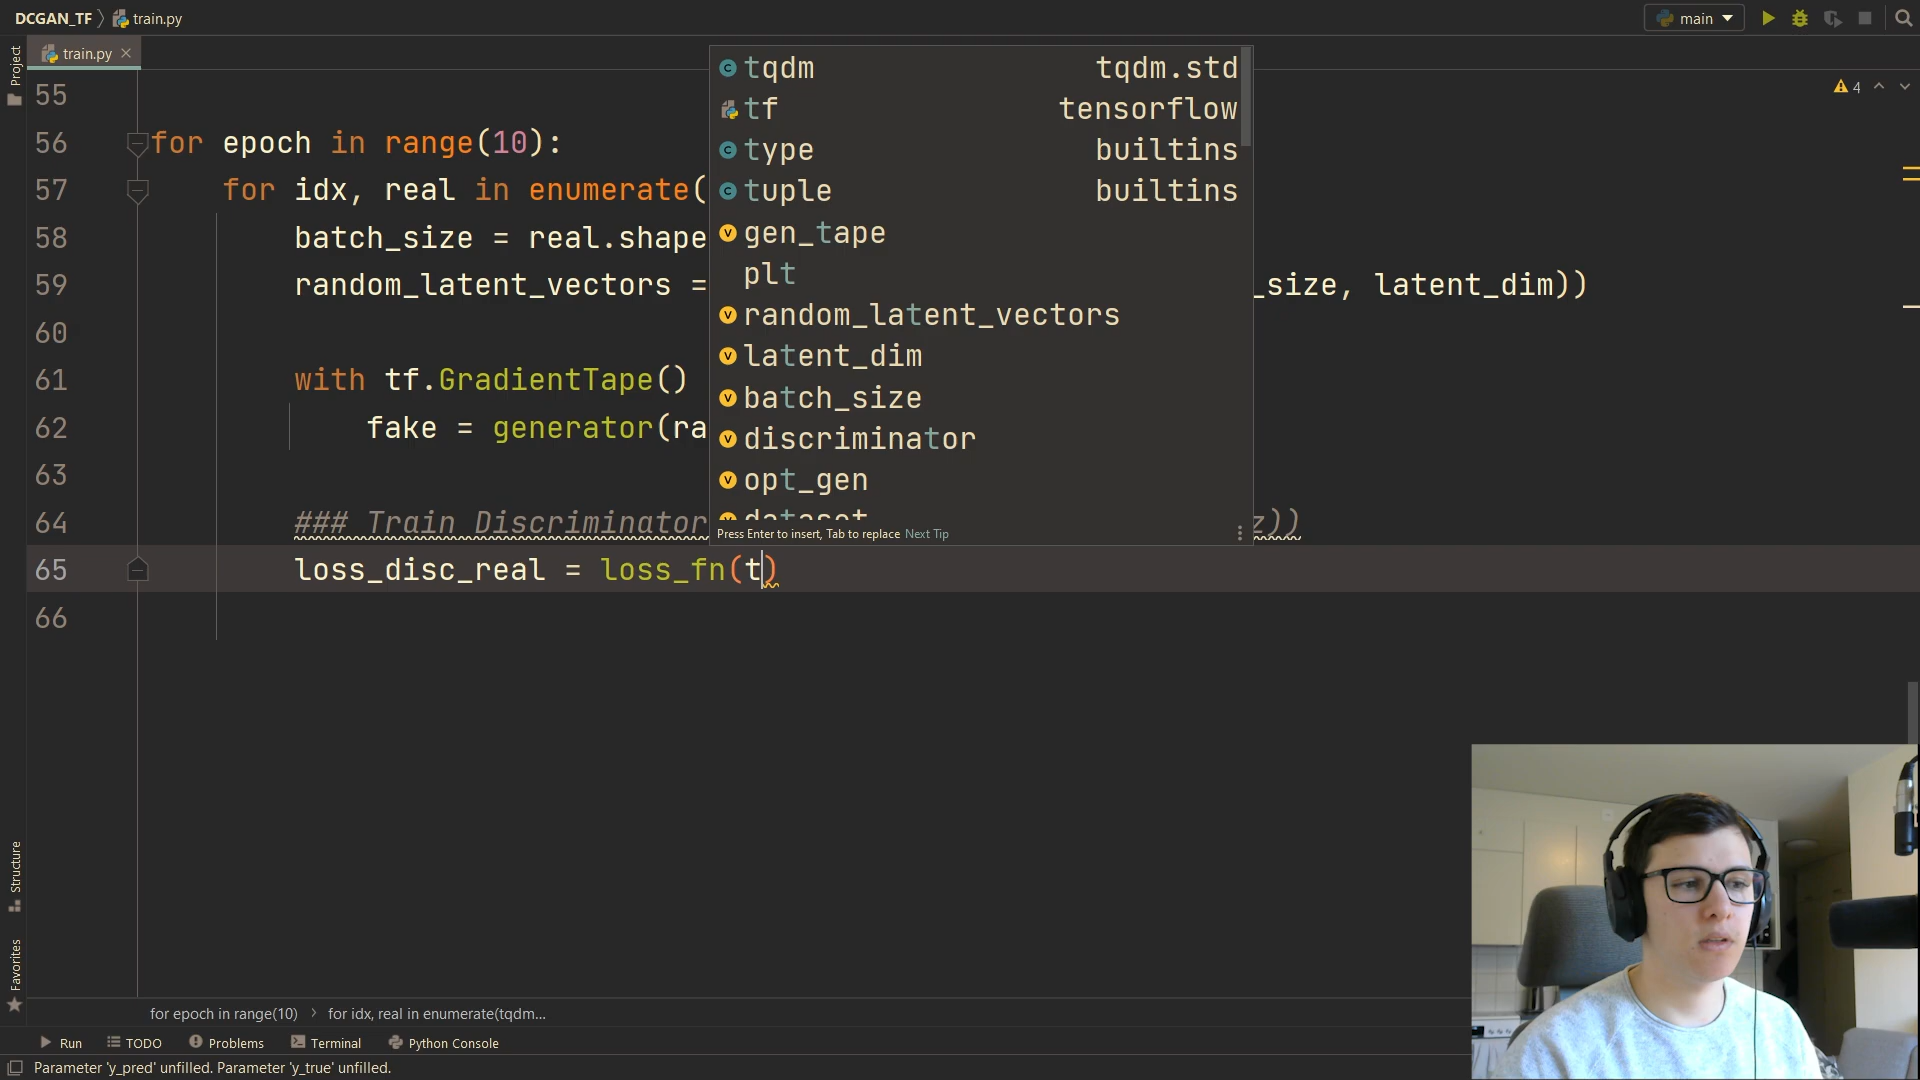 DCGAN_TF
train.py
main
Project
train.py
4
55
56 for epoch in range(10):
57 for idx, real in enumerate(
58 batch_size = real.shape
59 random_latent_vectors = _size, latent_dim))
60
61 with tf.GradientTape()
62 fake = generator(ra
63
64 ### Train Discriminator z))
65 loss_disc_real = loss_fn(t)
66
tqdm tqdm.std
tf tensorflow
type builtins
tuple builtins
gen_tape
plt
random_latent_vectors
latent_dim
batch_size
discriminator
opt_gen
dataset
Press Enter to insert, Tab to replace Next Tip
Structure
Favorites
for epoch in range(10) > for idx, real in enumerate(tqdm...
Run TODO Problems Terminal Python Console
Parameter 'y_pred' unfilled. Parameter 'y_true' unfilled.